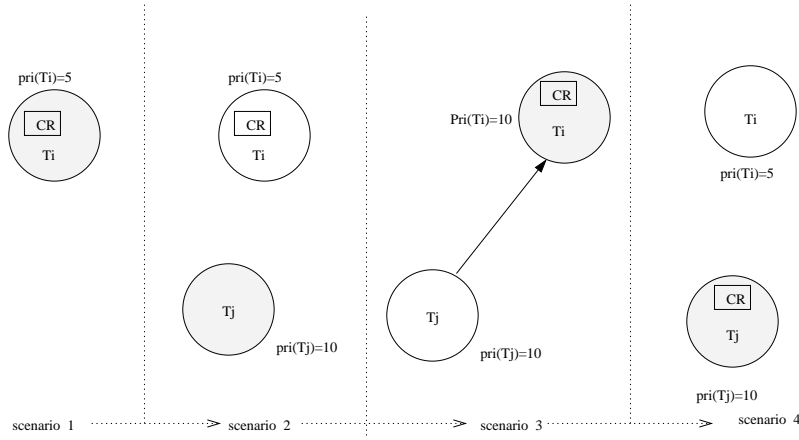 pri(Ti)=5
CR
Ti
scenario 1
pri(Ti)=5
CR
Ti
Tj
pri(Tj)=10
scenario 2
CR
Pri(Ti)=10
Ti
Tj
pri(Tj)=10
scenario 3
Ti
pri(Ti)=5
CR
Tj
pri(Tj)=10
scenario 4